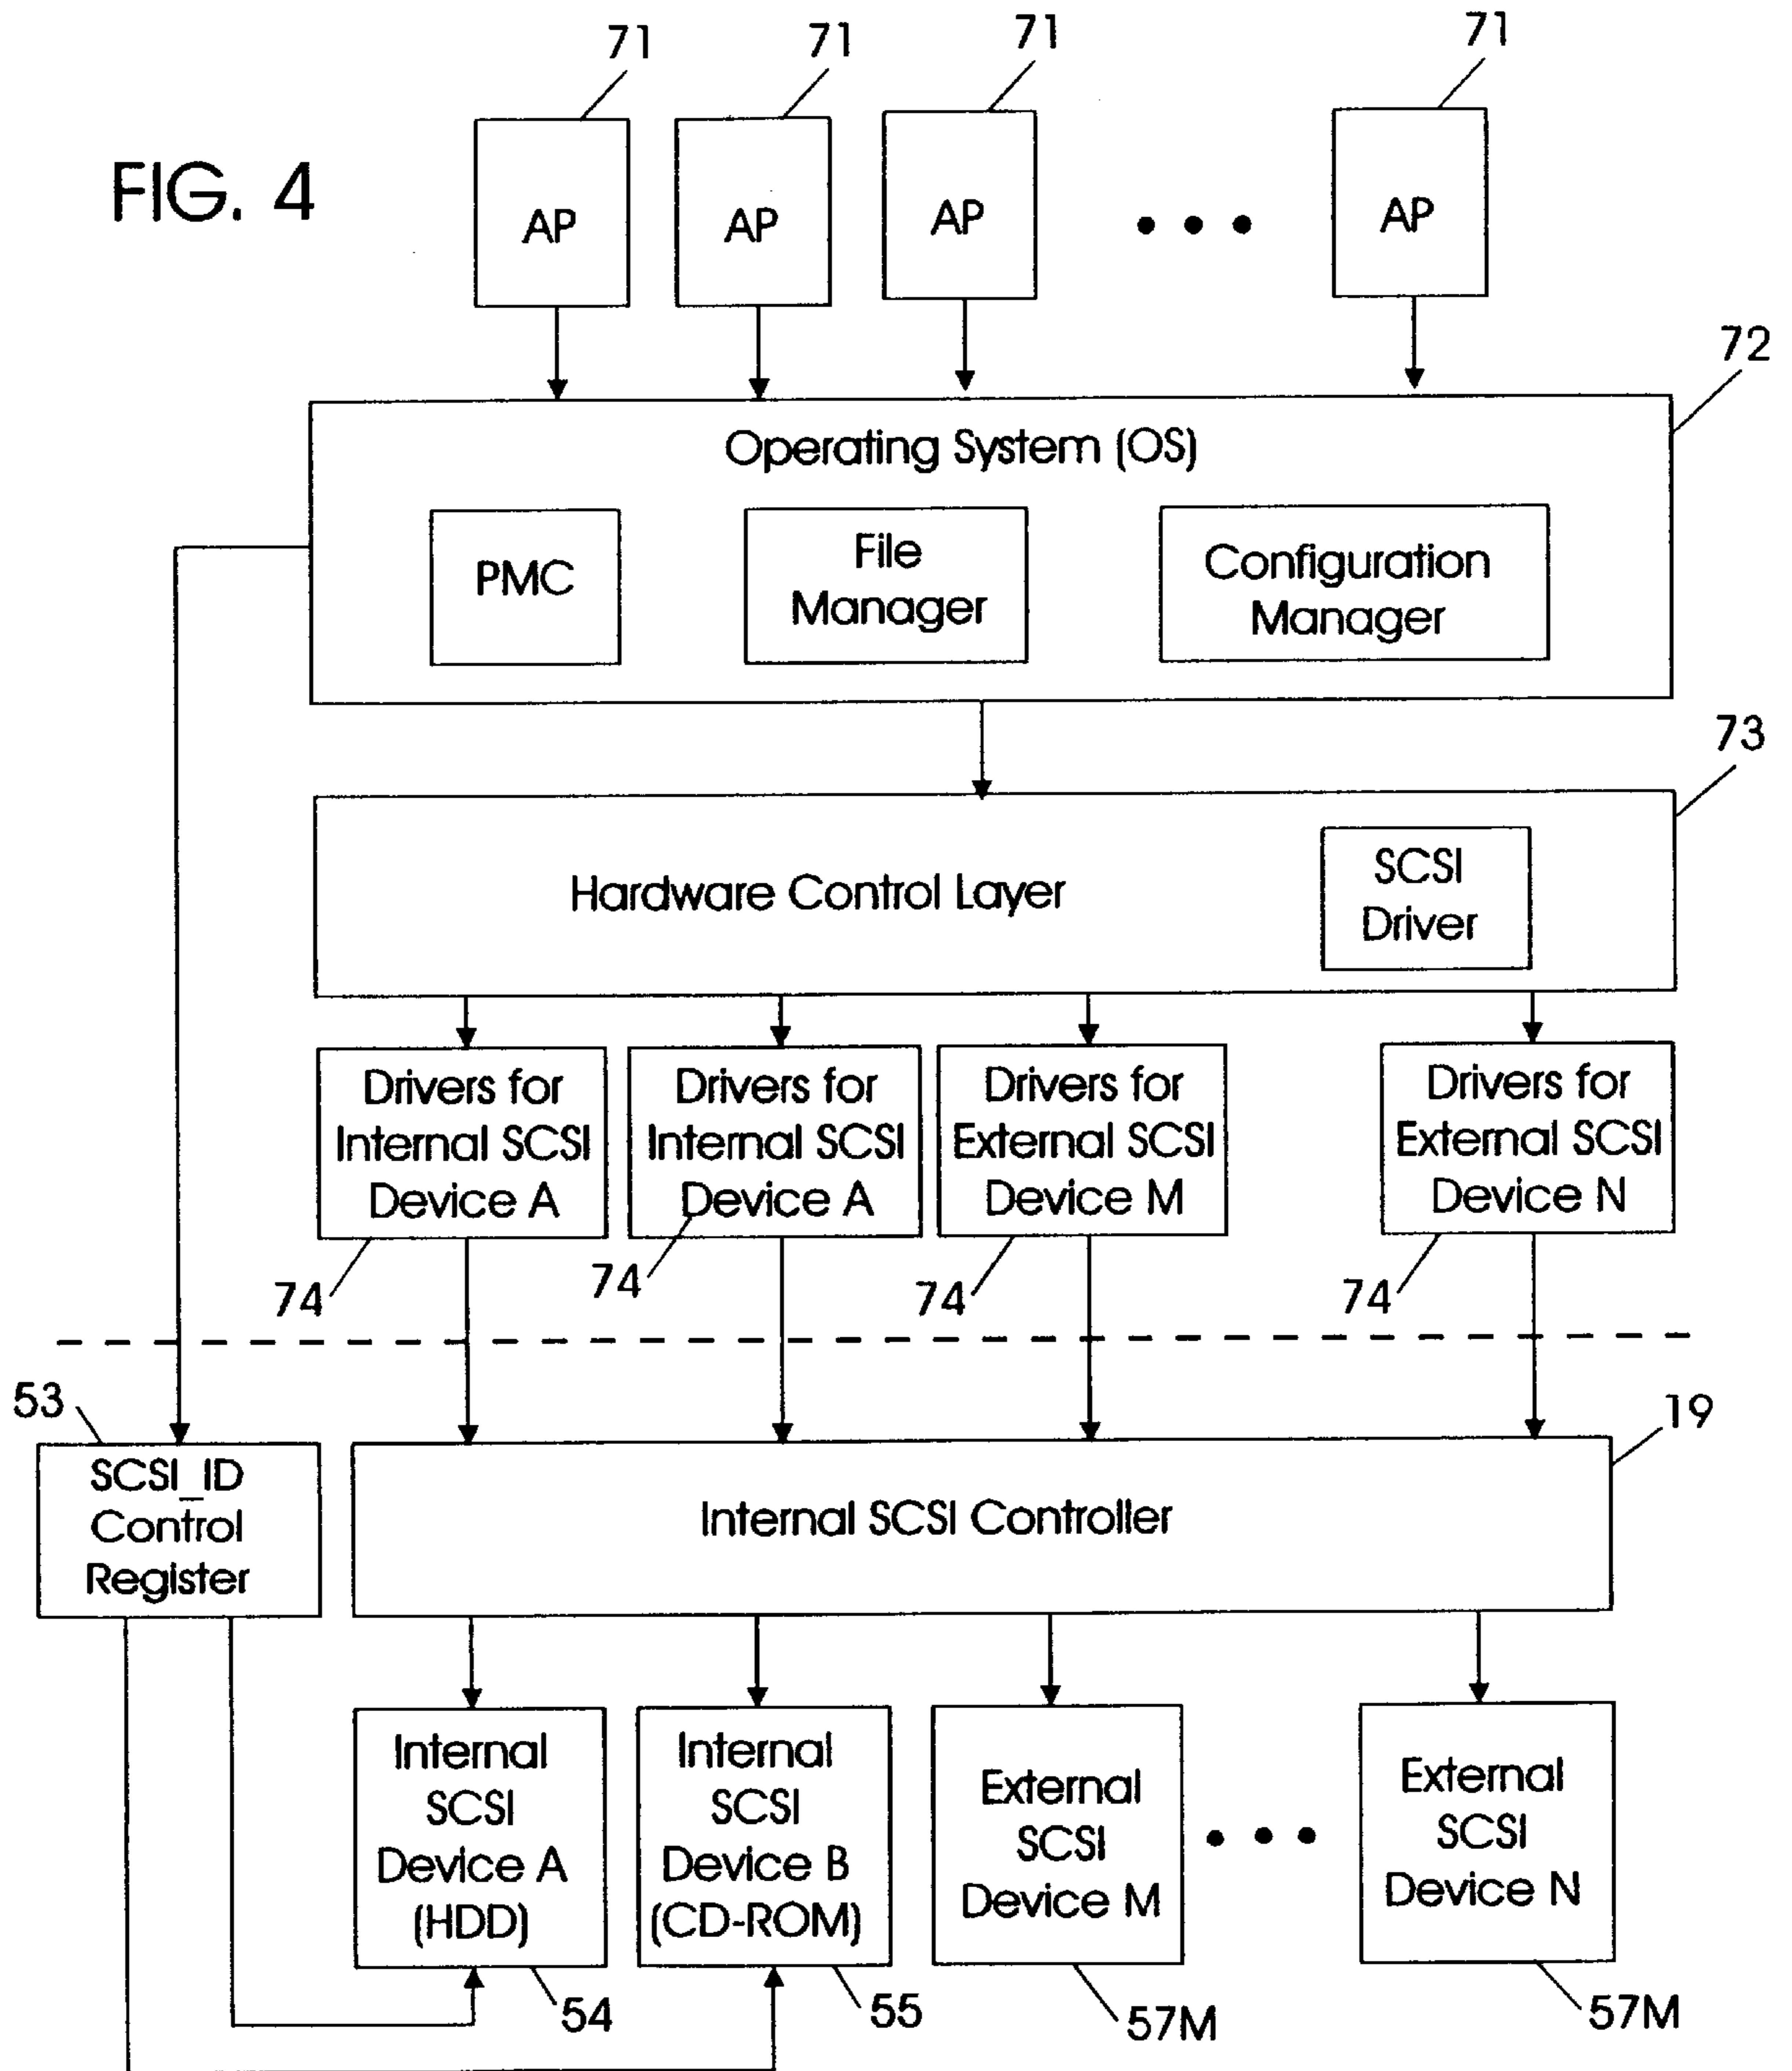 71
71
71
71
FIG. 4
AP
AP
AP
AP
72
Operating System (OS)
PMC
File
Manager
Configuration
Manager
73
Hardware Control Layer
SCSI
Driver
Drivers for
Internal SCSI
Device A
Drivers for
Internal SCSI
Device A
Drivers for
External SCSI
Device M
Drivers for
External SCSI
Device N
74
74
74
74
53
19
SCSI_ID
Control
Register
Internal SCSI Controller
Internal
SCSI
Device A
(HDD)
Internal
SCSI
Device B
(CD-ROM)
External
SCSI
Device M
External
SCSI
Device N
54
55
57M
57M